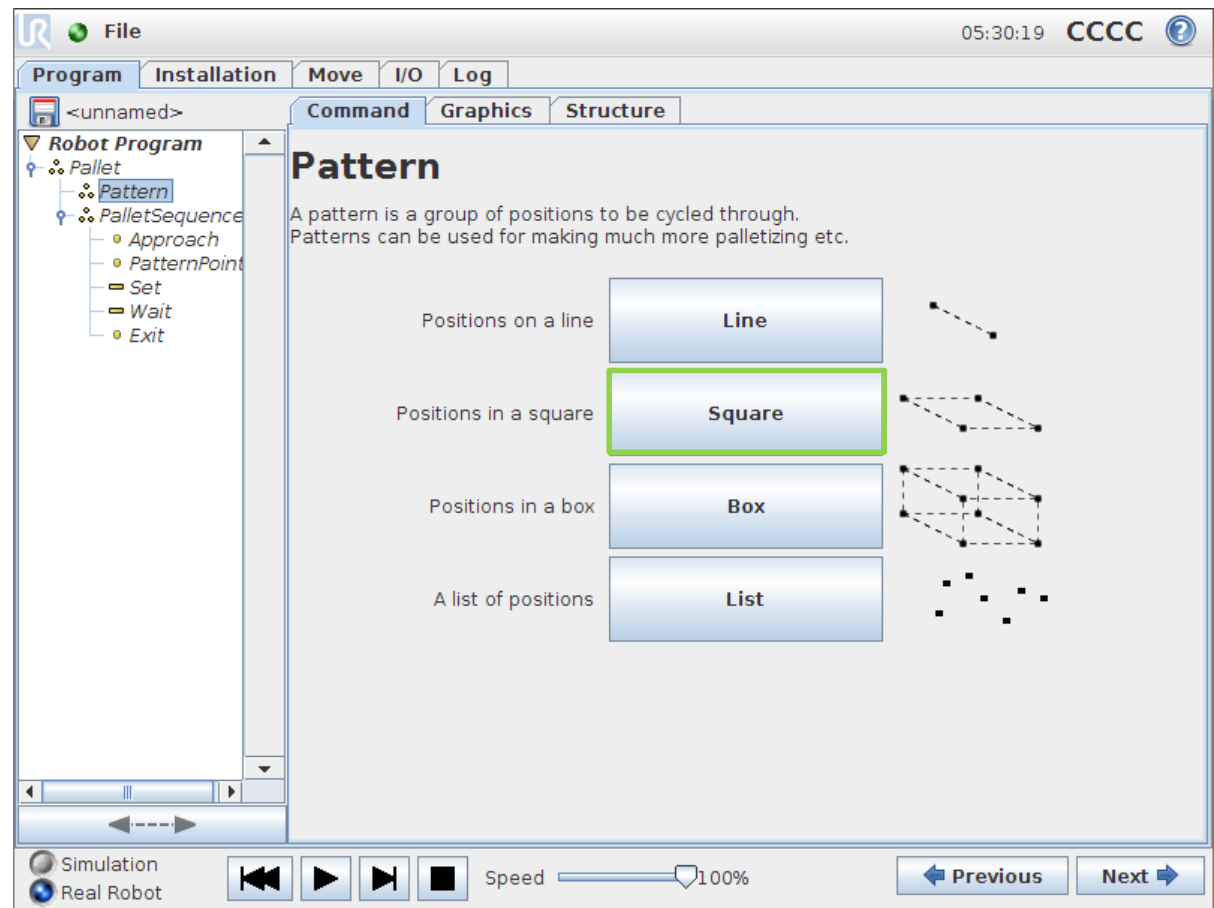 UR File 05:30:19 CCCC ?
Program Installation Move I/O Log
<unnamed>
Command Graphics Structure
Robot Program
Pallet
Pattern
PalletSequence
Approach
PatternPoint
Set
Wait
Exit
Pattern
A pattern is a group of positions to be cycled through.
Patterns can be used for making much more palletizing etc.
Positions on a line Line
Positions in a square Square
Positions in a box Box
A list of positions List
Simulation
Real Robot
Speed 100%
Previous Next